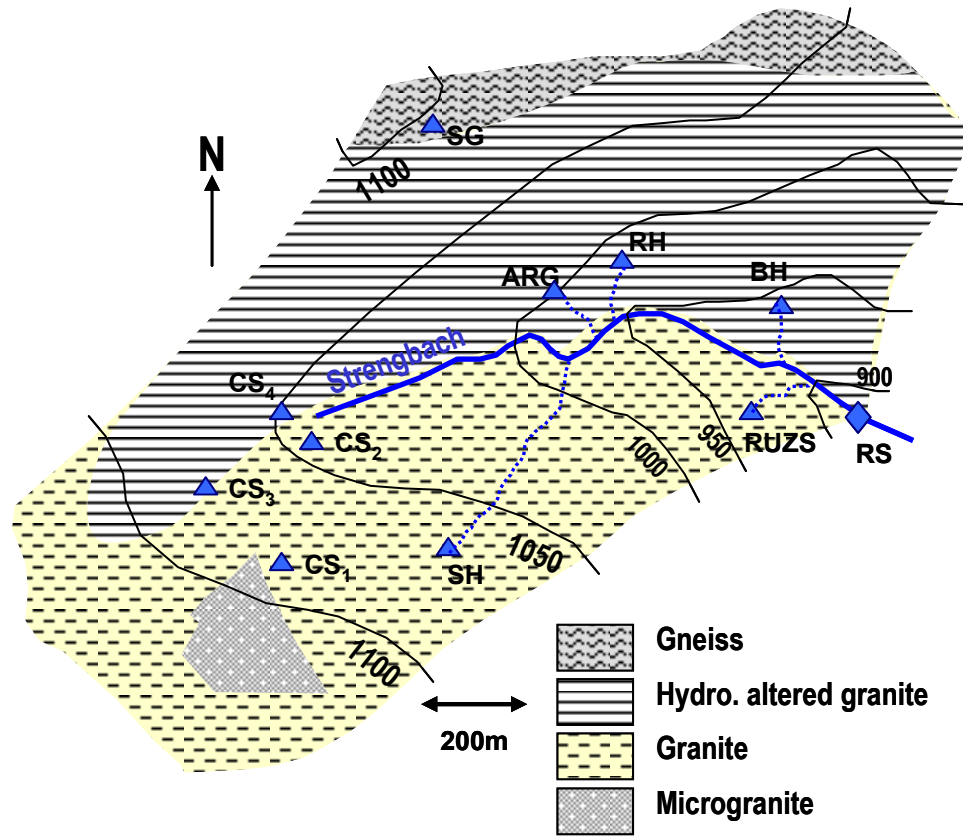 SG
N
1100
RH
ARG
BH
Strengbach
CS4
900
CS2
950
RUZS
RS
1000
CS3
1050
CS1
SH
1100
200m
Gneiss
Hydro. altered granite
Granite
Microgranite